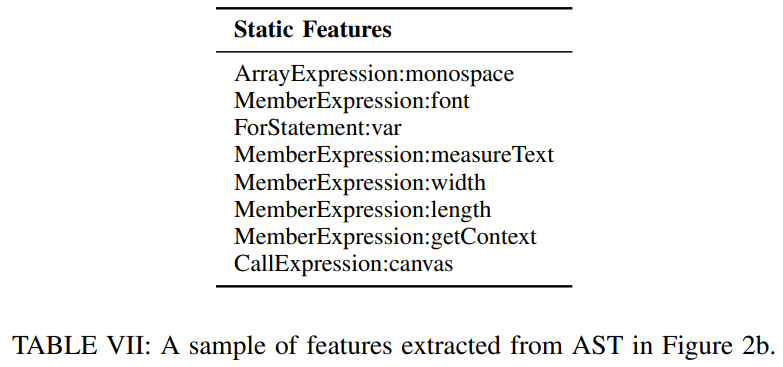 Static Features
ArrayExpression:monospace
MemberExpression:font
ForStatement:var
MemberExpression:measureText
MemberExpression:width
MemberExpression:length
MemberExpression:getContext
CallExpression:canvas
TABLE VII: A sample of features extracted from AST in Figure 2b.